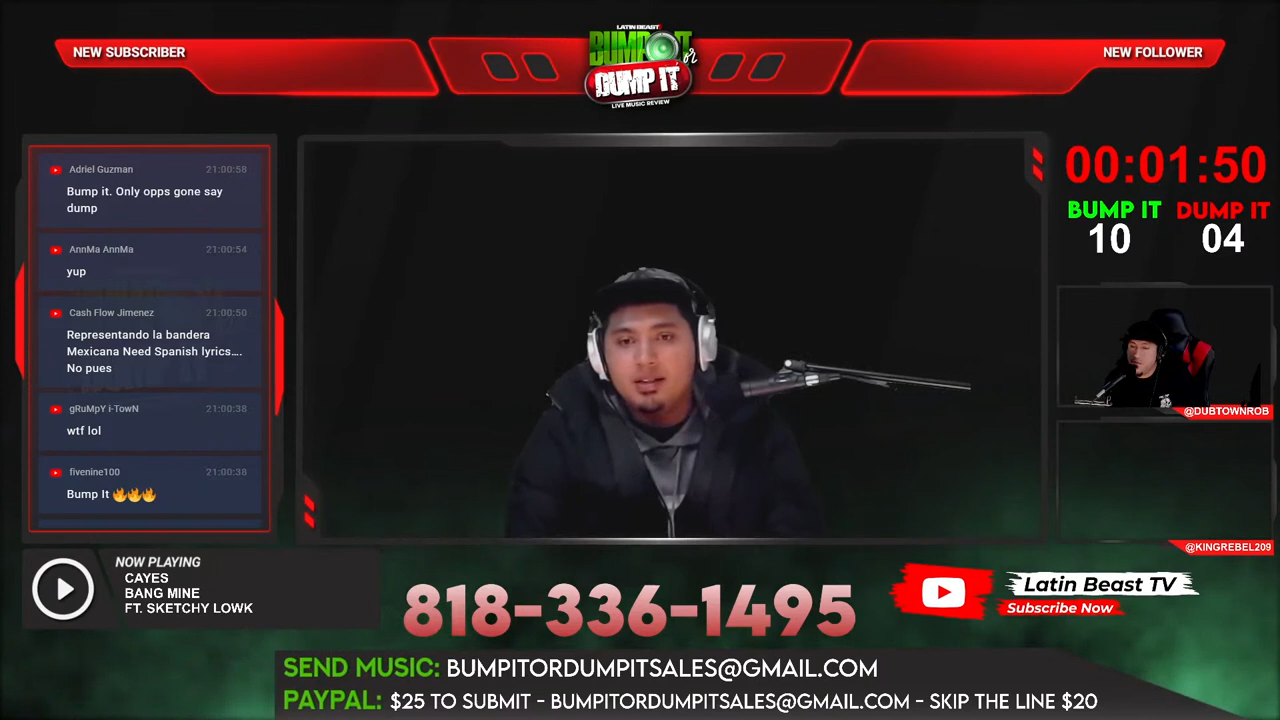 LATIN BEAST
BUMP IT or
DUMP IT
LIVE MUSIC REVIEW
NEW SUBSCRIBER
NEW FOLLOWER
Adriel Guzman 21:00:58
Bump it. Only opps gone say
dump
AnnMa AnnMa 21:00:54
yup
Cash Flow Jimenez 21:00:50
Representando la bandera
Mexicana Need Spanish lyrics....
No pues
gRuMpY i-TowN 21:00:38
wtf lol
fivenine100 21:00:38
Bump It 🔥🔥🔥
00:01:50
BUMP IT DUMP IT
10 04
@DUBTOWNROB
@KINGREBEL209
NOW PLAYING
CAYES
BANG MINE
FT. SKETCHY LOWK
818-336-1495
Latin Beast TV
Subscribe Now
SEND MUSIC: BUMPITORDUMPITSALES@GMAIL.COM
PAYPAL: $25 TO SUBMIT - BUMPITORDUMPITSALES@GMAIL.COM - SKIP THE LINE $20